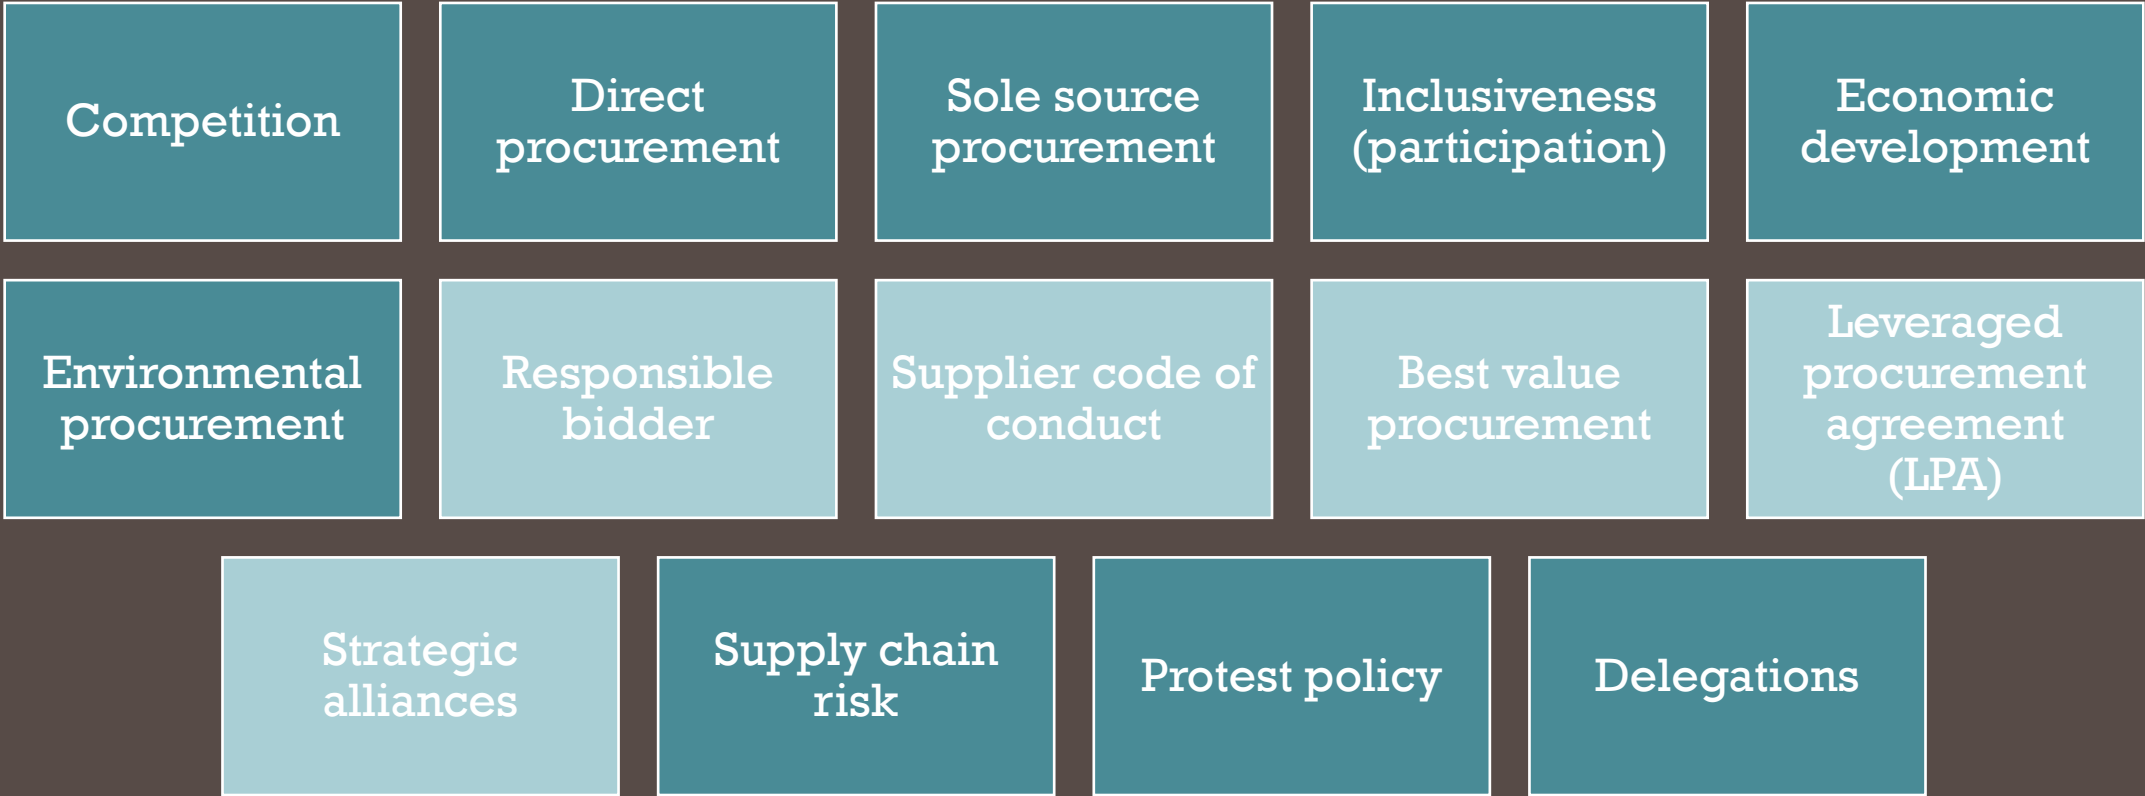 Competition
Direct
procurement
Sole source
procurement
Inclusiveness
(participation)
Economic
development
Environmental
procurement
Responsible
bidder
Supplier code of
conduct
Best value
procurement
Leveraged
procurement
agreement
(LPA)
Strategic
alliances
Supply chain
risk
Protest policy
Delegations